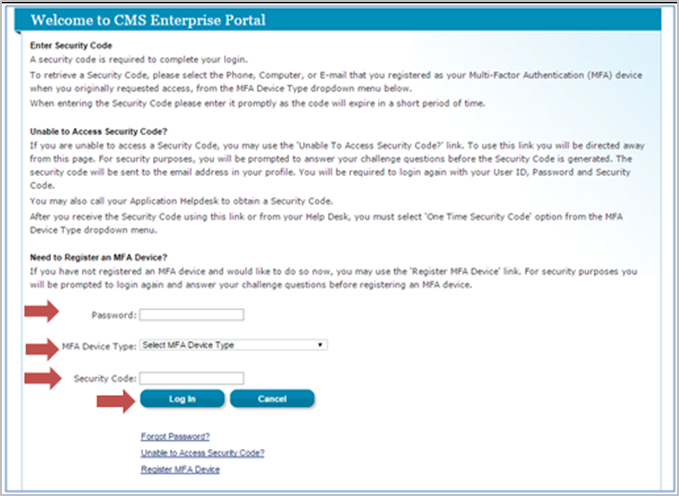 Welcome to CMS Enterprise Portal
Enter Security Code
A security code is required to complete your login.
To retrieve a Security Code, please select the Phone, Computer, or E-mail that you registered as your Multi-Factor Authentication (MFA) device
when you originally requested access, from the MFA Device Type dropdown menu below.
When entering the Security Code please enter it promptly as the code will expire in a short period of time.
Unable to Access Security Code?
If you are unable to access a Security Code, you may use the 'Unable To Access Security Code?' link. To use this link you will be directed away
from this page. For security purposes, you will be prompted to answer your challenge questions before the Security Code is generated. The
security code will be sent to the email address in your profile. You will be required to login again with your User ID, Password and Security
Code.
You may also call your Application Helpdesk to obtain a Security Code.
After you receive the Security Code using this link or from your Help Desk, you must select 'One Time Security Code' option from the MFA
Device Type dropdown menu.
Need to Register an MFA Device?
If you have not registered an MFA device and would like to do so now, you may use the 'Register MFA Device' link. For security purposes you
will be prompted to login again and answer your challenge questions before registering an MFA device.
Password:
MFA Device Type: Select MFA Device Type
Security Code:
Log In Cancel
Forgot Password?
Unable to Access Security Code?
Register MFA Device